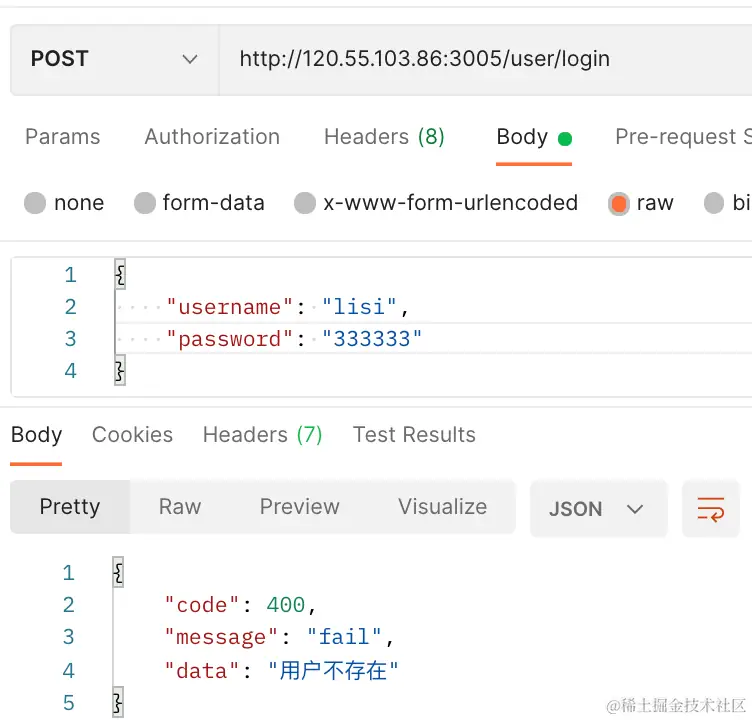 POST http://120.55.103.86:3005/user/login
Params Authorization Headers (8) Body Pre-request S
none form-data x-www-form-urlencoded raw bi
1 {
2 "username": "lisi",
3 "password": "333333"
4 }
Body Cookies Headers (7) Test Results
Pretty Raw Preview Visualize JSON
1 {
2 "code": 400,
3 "message": "fail",
4 "data": "用户不存在"
5 }
@稀土掘金技术社区